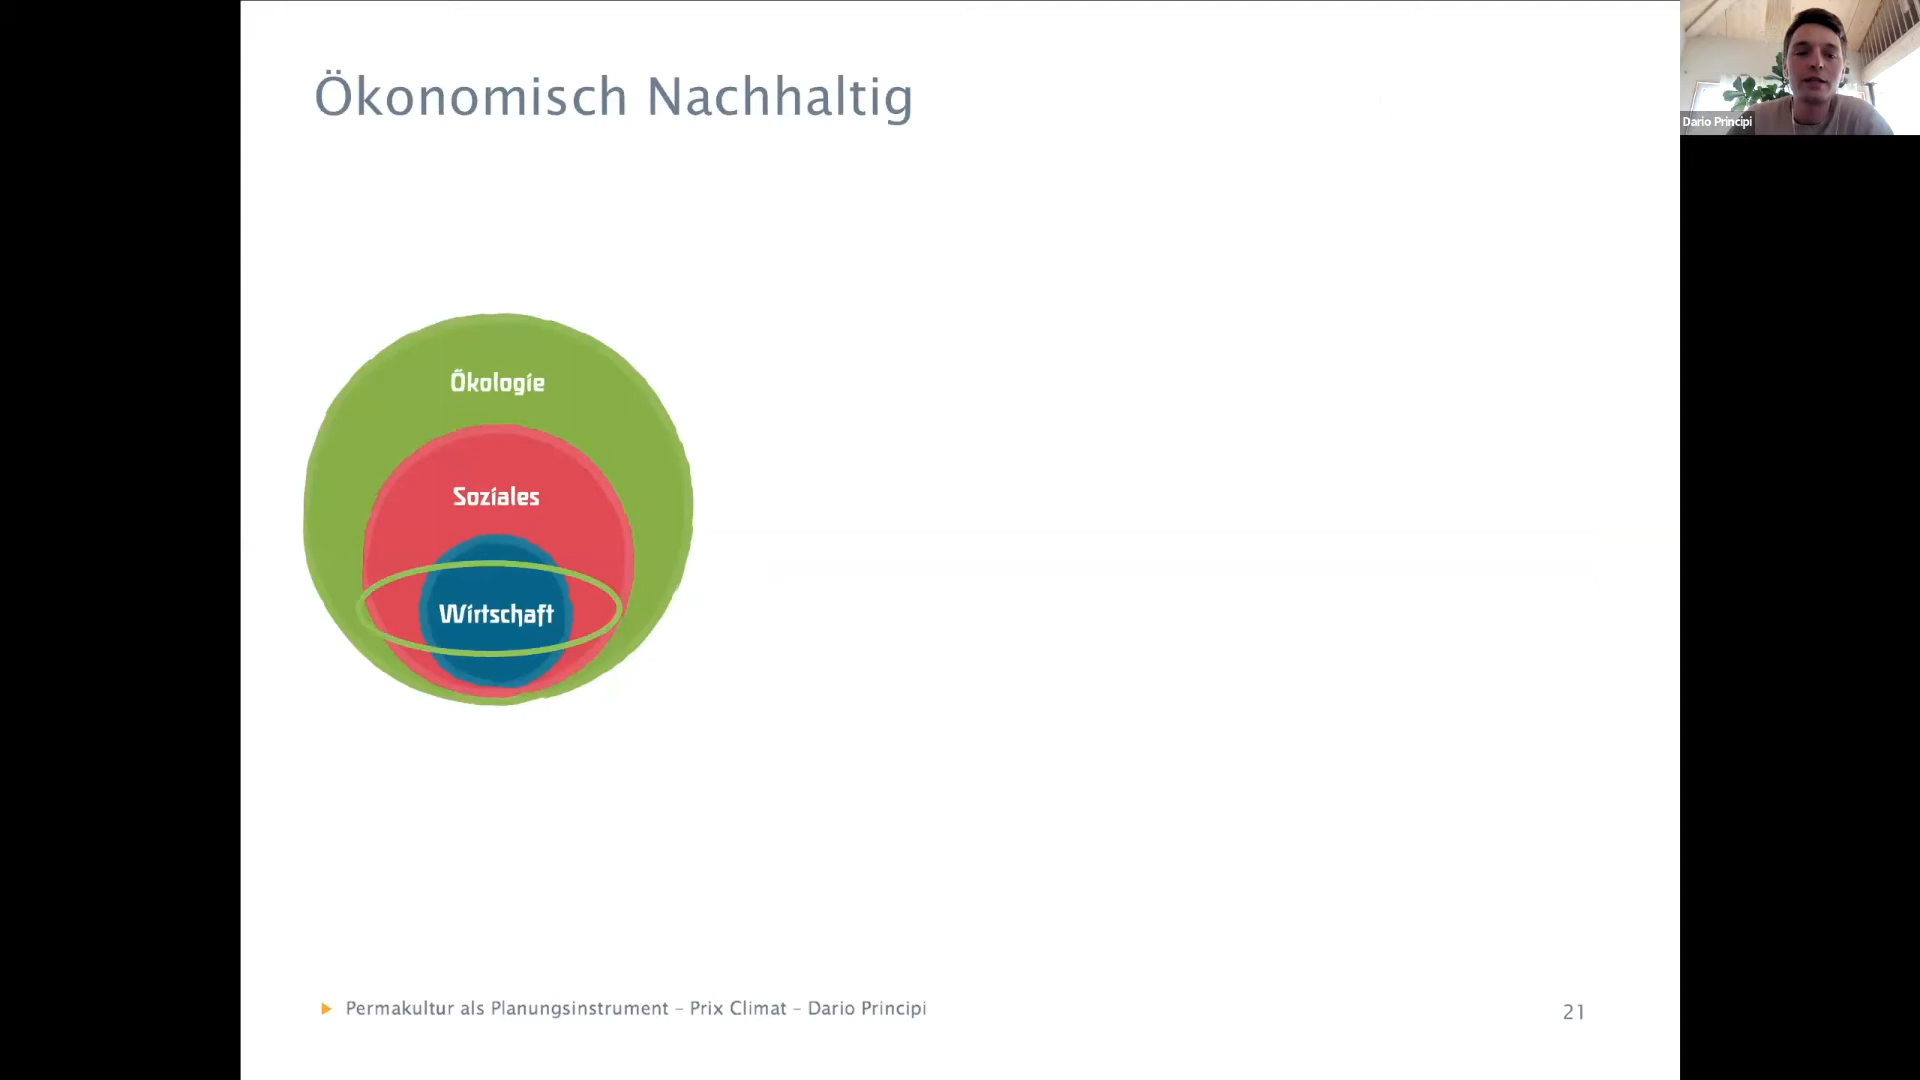 Ökonomisch Nachhaltig
Dario Principi
Ökologie
Soziales
Wirtschaft
Permakultur als Planungsinstrument – Prix Climat – Dario Principi
21